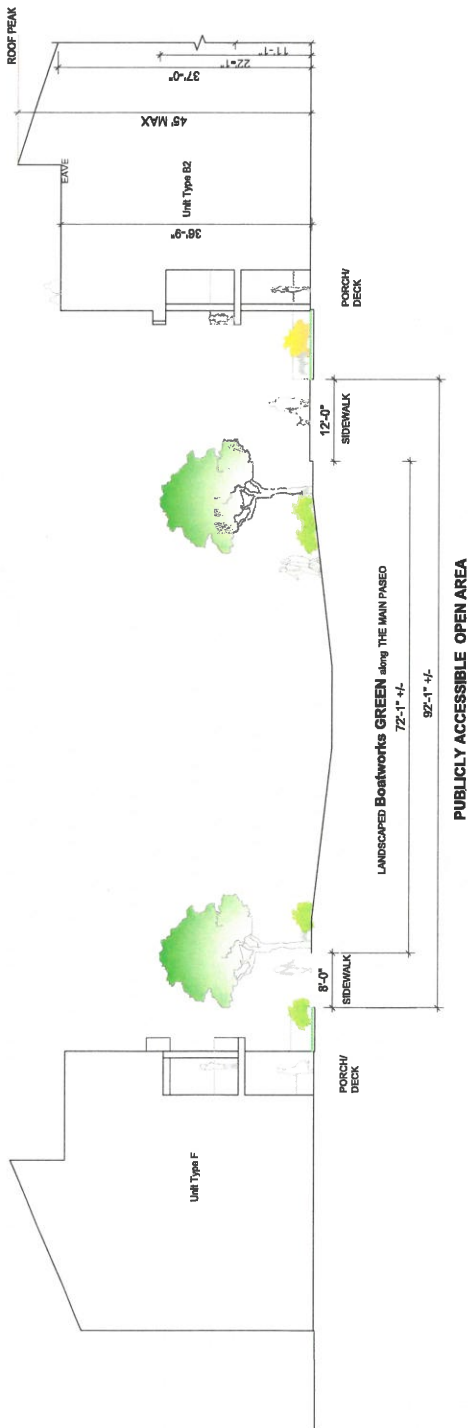 ROOF PEAK
EAVE
Unit Type B2
36'-9"
45' MAX
37'-0"
22'-1"
11'-1"
PORCH/
DECK
12'-0"
SIDEWALK
LANDSCAPED Boatworks GREEN along THE MAIN PASEO
72'-1" +/-
92'-1" +/-
PUBLICLY ACCESSIBLE OPEN AREA
8'-0"
SIDEWALK
PORCH/
DECK
Unit Type F